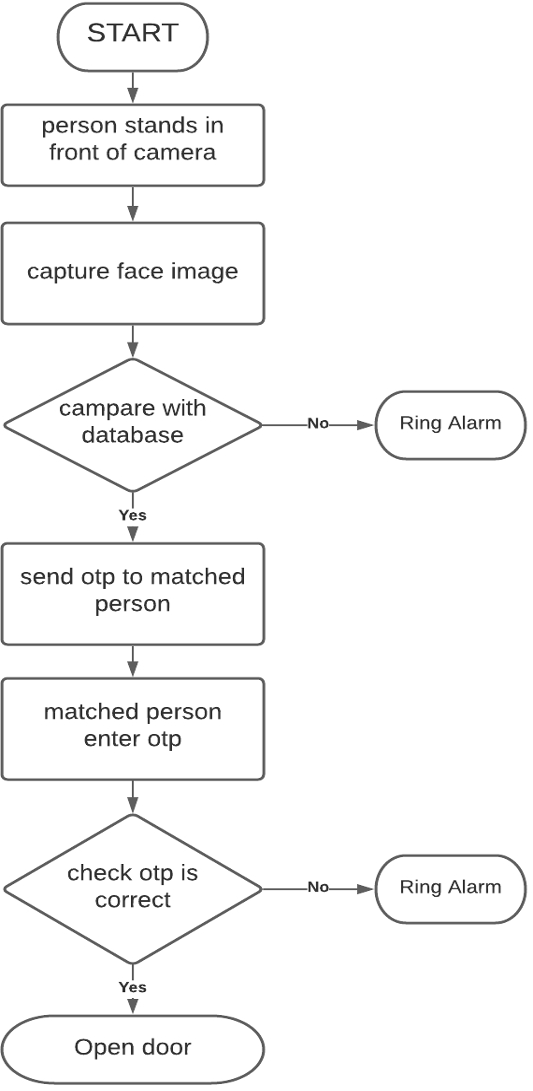 START
person stands in
front of camera
capture face image
campare with
database
No
Ring Alarm
Yes
send otp to matched
person
matched person
enter otp
check otp is
correct
No
Ring Alarm
Yes
Open door